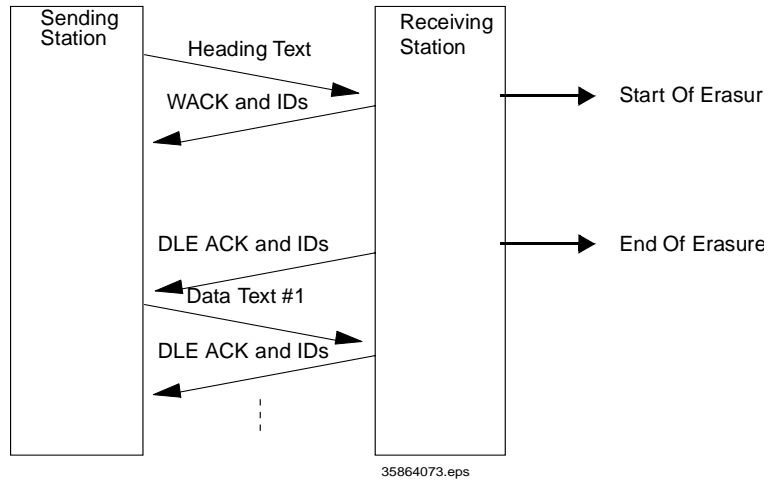 Sending
Station
Receiving
Station
Heading Text
WACK and IDs
Start Of Erasur
DLE ACK and IDs
End Of Erasure
Data Text #1
DLE ACK and IDs
35864073.eps